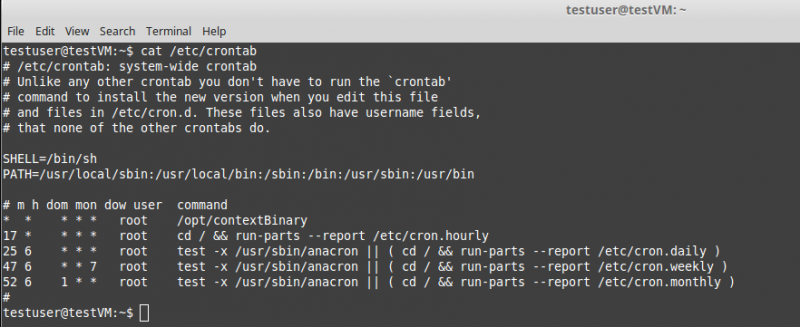 testuser@testVM: ~
File Edit View Search Terminal Help
testuser@testVM:~$ cat /etc/crontab
# /etc/crontab: system-wide crontab
# Unlike any other crontab you don't have to run the `crontab'
# command to install the new version when you edit this file
# and files in /etc/cron.d. These files also have username fields,
# that none of the other crontabs do.

SHELL=/bin/sh
PATH=/usr/local/sbin:/usr/local/bin:/sbin:/bin:/usr/sbin:/usr/bin

# m h dom mon dow user  command
*  *    * * *   root    /opt/contextBinary
17 *    * * *   root    cd / && run-parts --report /etc/cron.hourly
25 6    * * *   root    test -x /usr/sbin/anacron || ( cd / && run-parts --report /etc/cron.daily )
47 6    * * 7   root    test -x /usr/sbin/anacron || ( cd / && run-parts --report /etc/cron.weekly )
52 6    1 * *   root    test -x /usr/sbin/anacron || ( cd / && run-parts --report /etc/cron.monthly )
#
testuser@testVM:~$